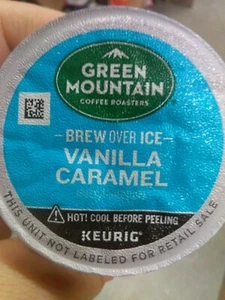 GREEN
MOUNTAIN
COFFEE ROASTERS
BREW OVER ICE
VANILLA
CARAMEL
HOT! COOL BEFORE PEELING
KEURIG®
THIS UNIT NOT LABELED FOR RETAIL SALE